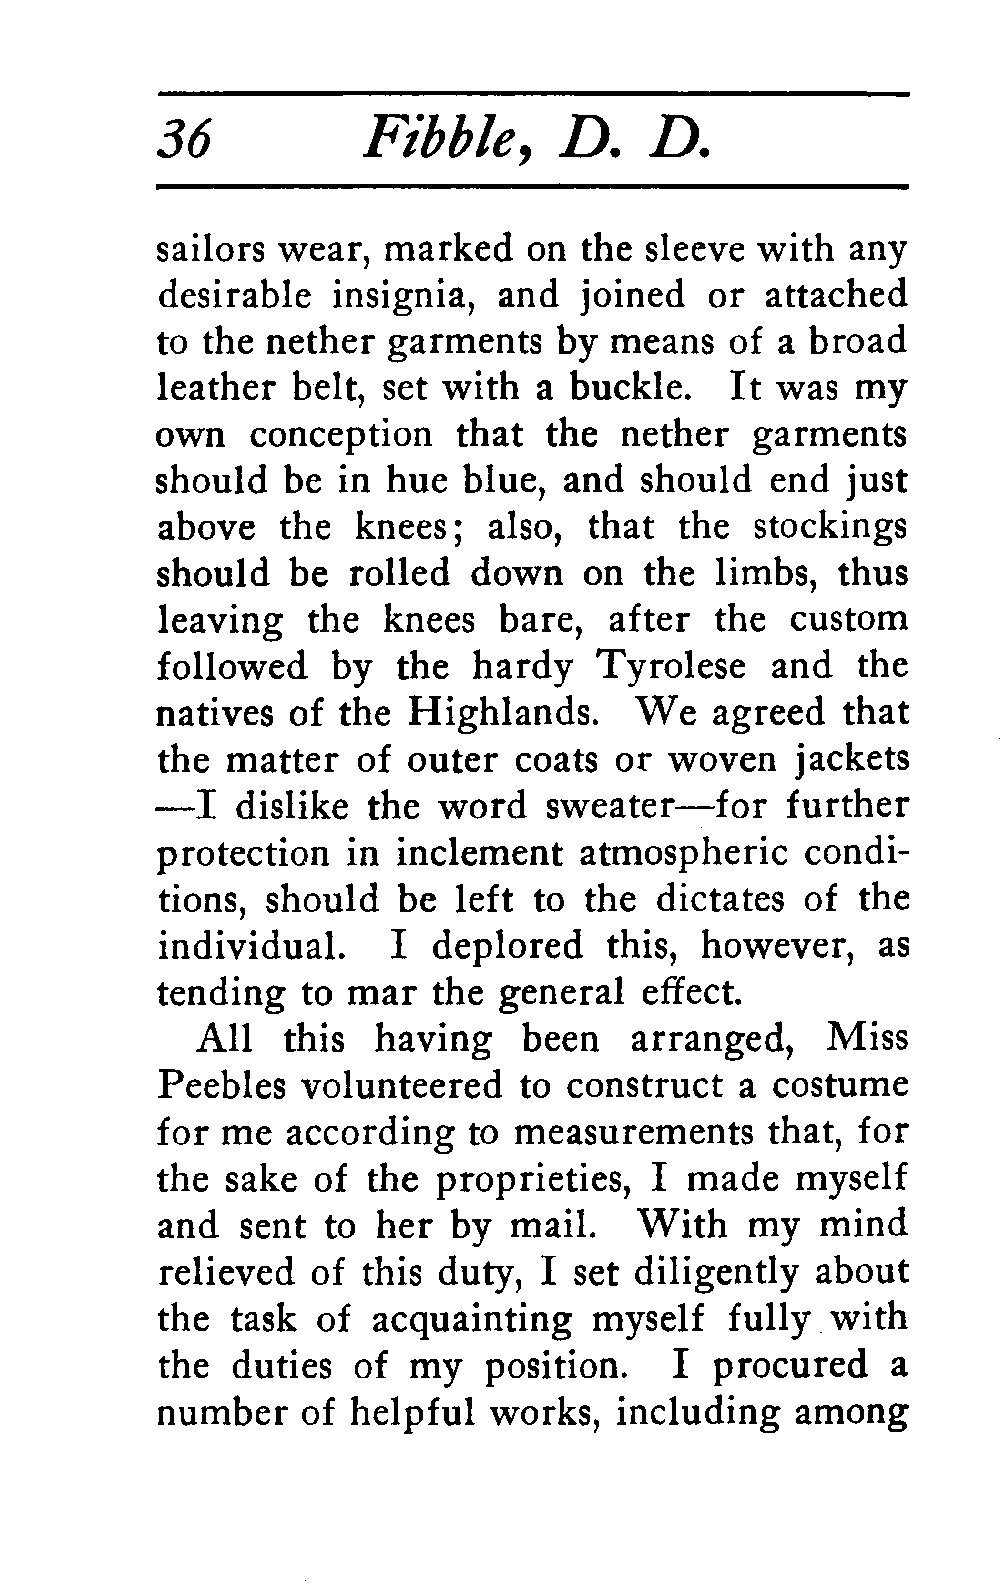 36 Fibble, D. D.
sailors wear, marked on the sleeve with any
desirable insignia, and joined or attached
to the nether garments by means of a broad
leather belt, set with a buckle. It was my
own conception that the nether garments
should be in hue blue, and should end just
above the knees; also, that the stockings
should be rolled down on the limbs, thus
leaving the knees bare, after the custom
followed by the hardy Tyrolese and the
natives of the Highlands. We agreed that
the matter of outer coats or woven jackets
—I dislike the word sweater—for further
protection in inclement atmospheric condi-
tions, should be left to the dictates of the
individual. I deplored this, however, as
tending to mar the general effect.
All this having been arranged, Miss
Peebles volunteered to construct a costume
for me according to measurements that, for
the sake of the proprieties, I made myself
and sent to her by mail. With my mind
relieved of this duty, I set diligently about
the task of acquainting myself fully with
the duties of my position. I procured a
number of helpful works, including among